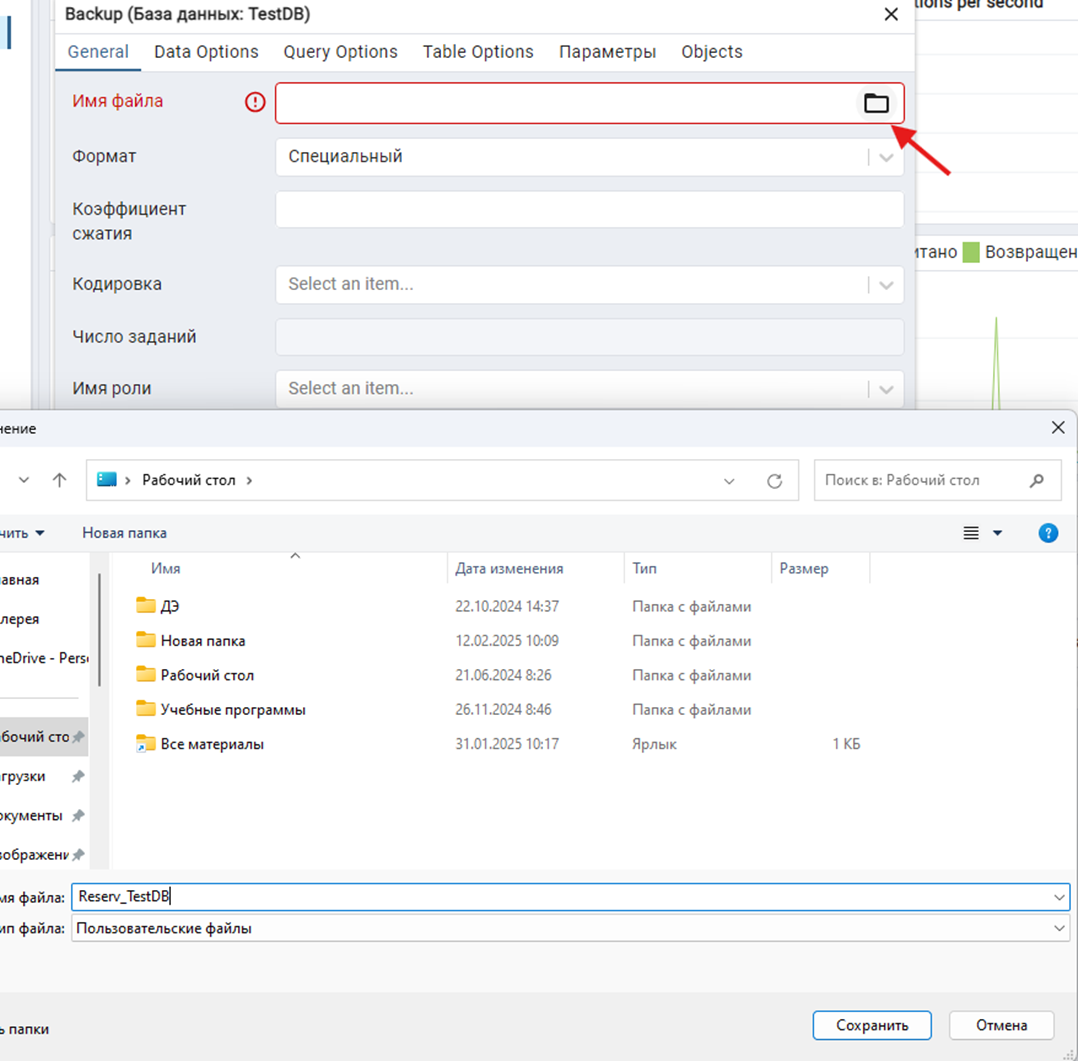 Backup (База данных: TestDB)
ions per second
General Data Options Query Options Table Options Параметры Objects
Имя файла
Формат Специальный
Коэффициент
сжатия
итано Возвращен
Кодировка Select an item...
Число заданий
Имя роли Select an item...
нение
Рабочий стол
Поиск в: Рабочий стол
чить Новая папка
Имя Дата изменения Тип Размер
авная
лерея
neDrive - Perso
бочий сто
грузки
окументы
ображени
ДЭ 22.10.2024 14:37 Папка с файлами
Новая папка 12.02.2025 10:09 Папка с файлами
Рабочий стол 21.06.2024 8:26 Папка с файлами
Учебные программы 26.11.2024 8:46 Папка с файлами
Все материалы 31.01.2025 10:17 Ярлык 1 КБ
мя файла: Reserv_TestDB
ип файла: Пользовательские файлы
ь папки
Сохранить Отмена